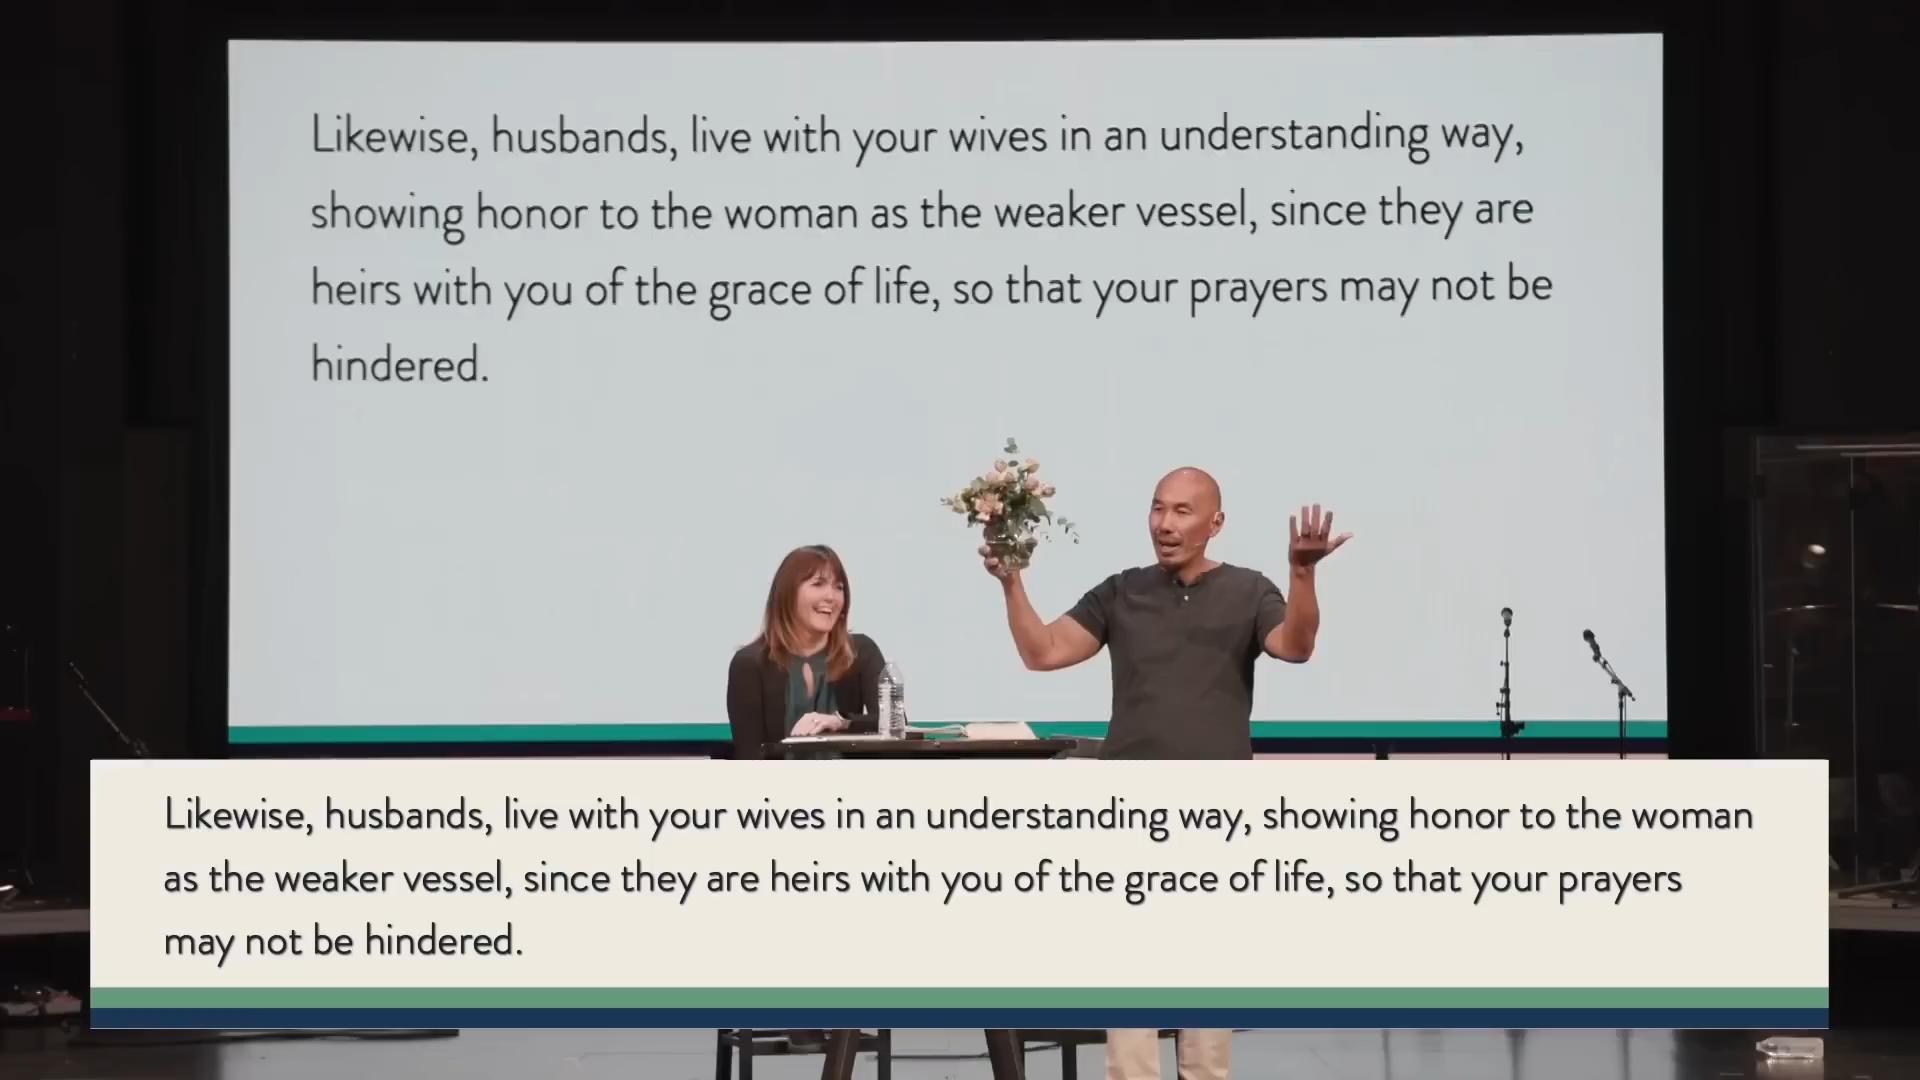 Likewise, husbands, live with your wives in an understanding way,
showing honor to the woman as the weaker vessel, since they are
heirs with you of the grace of life, so that your prayers may not be
hindered.
Likewise, husbands, live with your wives in an understanding way, showing honor to the woman
as the weaker vessel, since they are heirs with you of the grace of life, so that your prayers
may not be hindered.